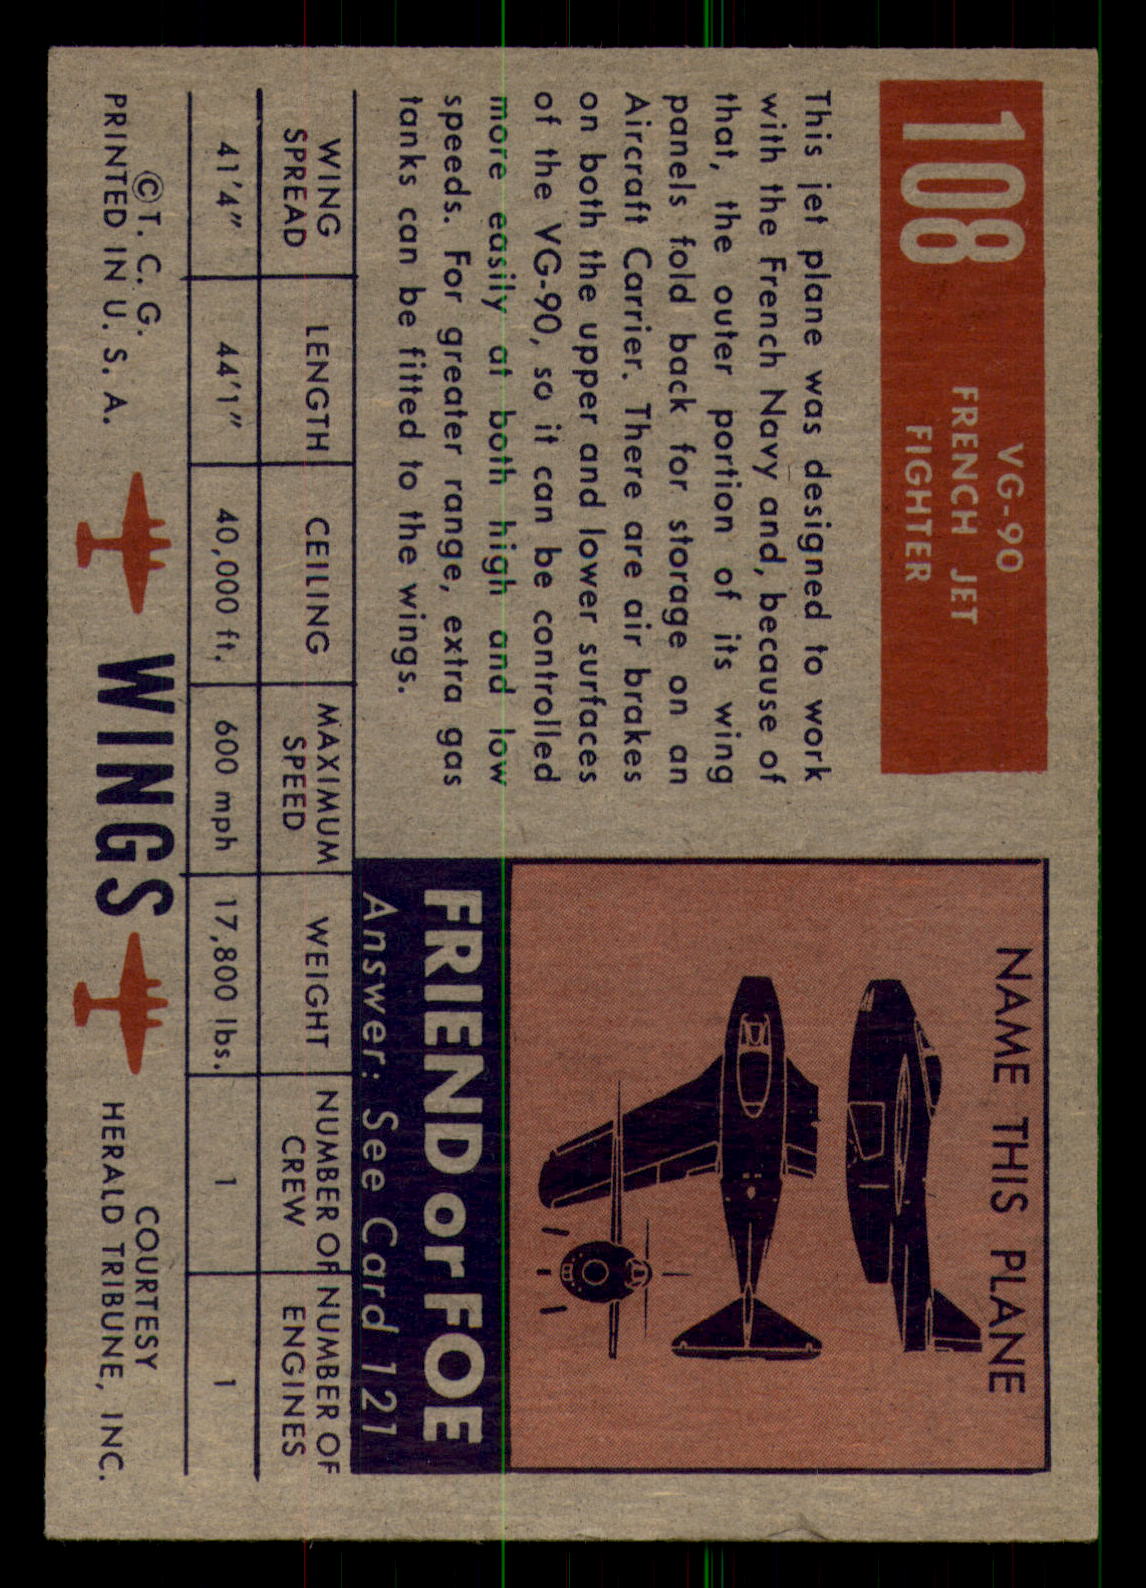 108
VG-90
FRENCH JET
FIGHTER
This jet plane was designed to work
with the French Navy and, because of
that, the outer portion of its wing
panels fold back for storage on an
Aircraft Carrier. There are air brakes
on both the upper and lower surfaces
of the VG-90, so it can be controlled
more easily at both high and low
speeds. For greater range, extra gas
tanks can be fitted to the wings.
NAME THIS PLANE
FRIEND or FOE
Answer: See Card 121
WING SPREAD LENGTH CEILING MAXIMUM SPEED WEIGHT NUMBER OF CREW NUMBER OF ENGINES
41'4" 44'1" 40,000 ft. 600 mph 17,800 lbs. 1 1
© T. C. G.
PRINTED IN U. S. A.
WINGS
COURTESY
HERALD TRIBUNE, INC.